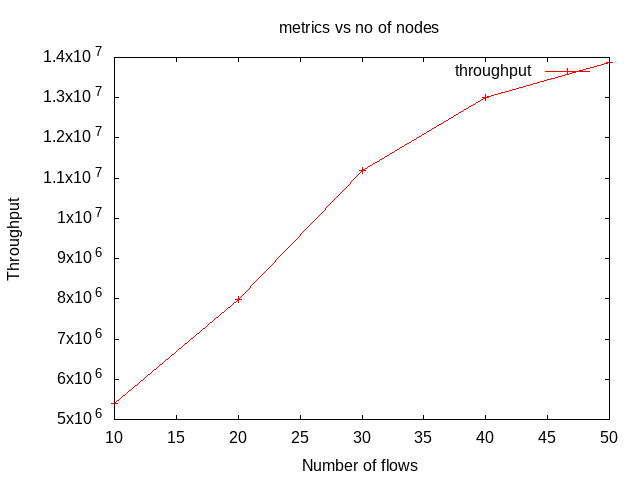 metrics vs no of nodes
1.4x10 7
throughput
1.3x10 7
1.2x10 7
1.1x10 7
1x10 7
9x10 6
8x10 6
7x10 6
6x10 6
5x10 6
Throughput
10 15 20 25 30 35 40 45 50
Number of flows